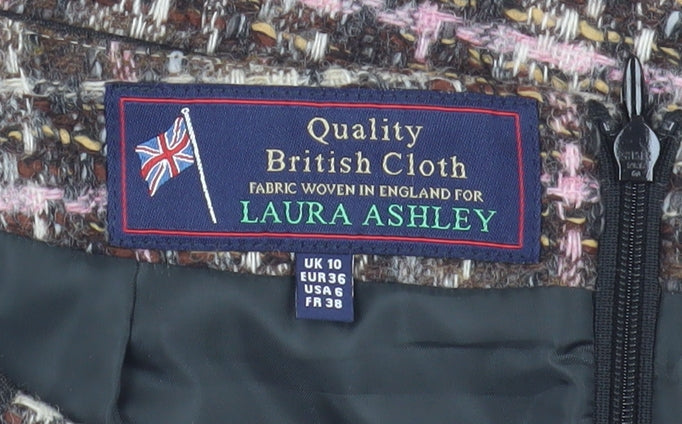 Quality
British Cloth
FABRIC WOVEN IN ENGLAND FOR
LAURA ASHLEY
UK 10
EUR 36
USA 6
FR 38